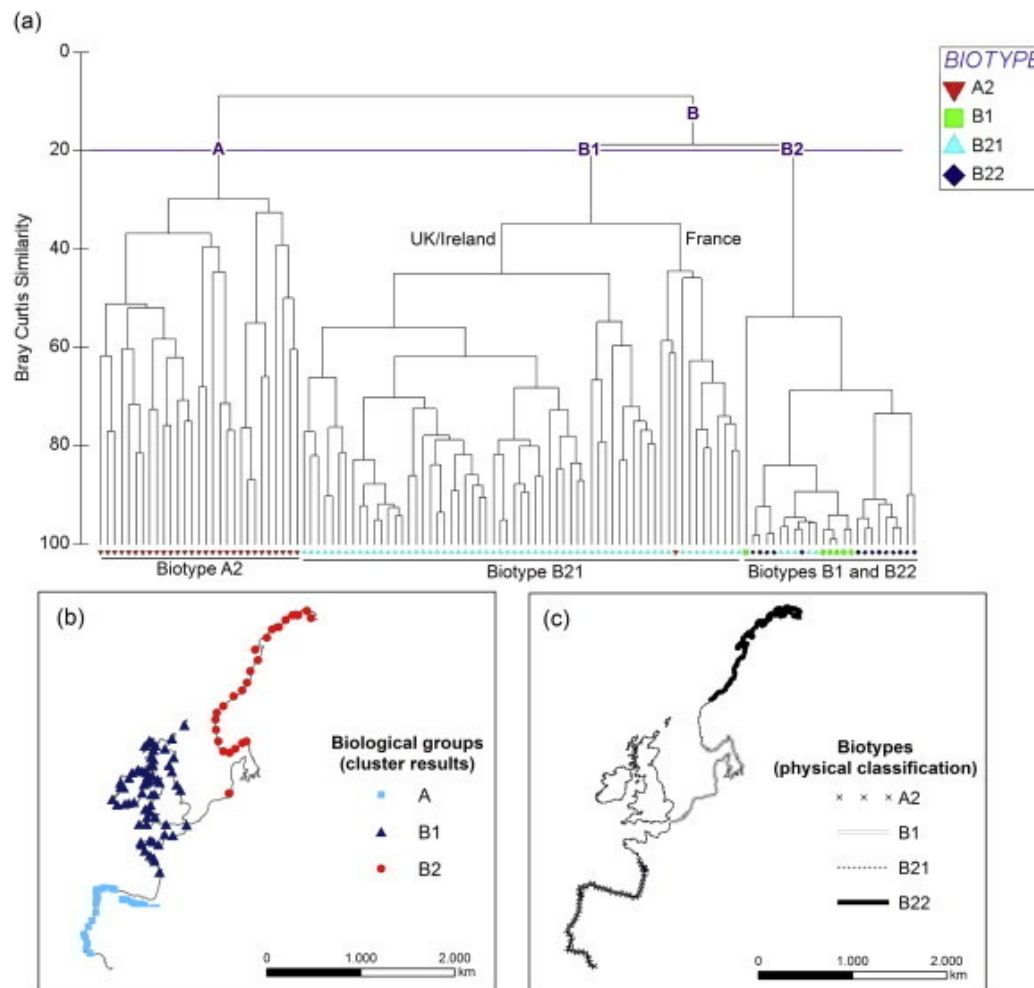 (a)
0
20
40
60
80
100
Bray Curtis Similarity
B
A
B1
B2
UK/Ireland
France
Biotype A2
Biotype B21
Biotypes B1 and B22
BIOTYPE
A2
B1
B21
B22
(b)
Biological groups
(cluster results)
A
B1
B2
0 1.000 2.000
km
(c)
Biotypes
(physical classification)
A2
B1
B21
B22
0 1.000 2.000
km